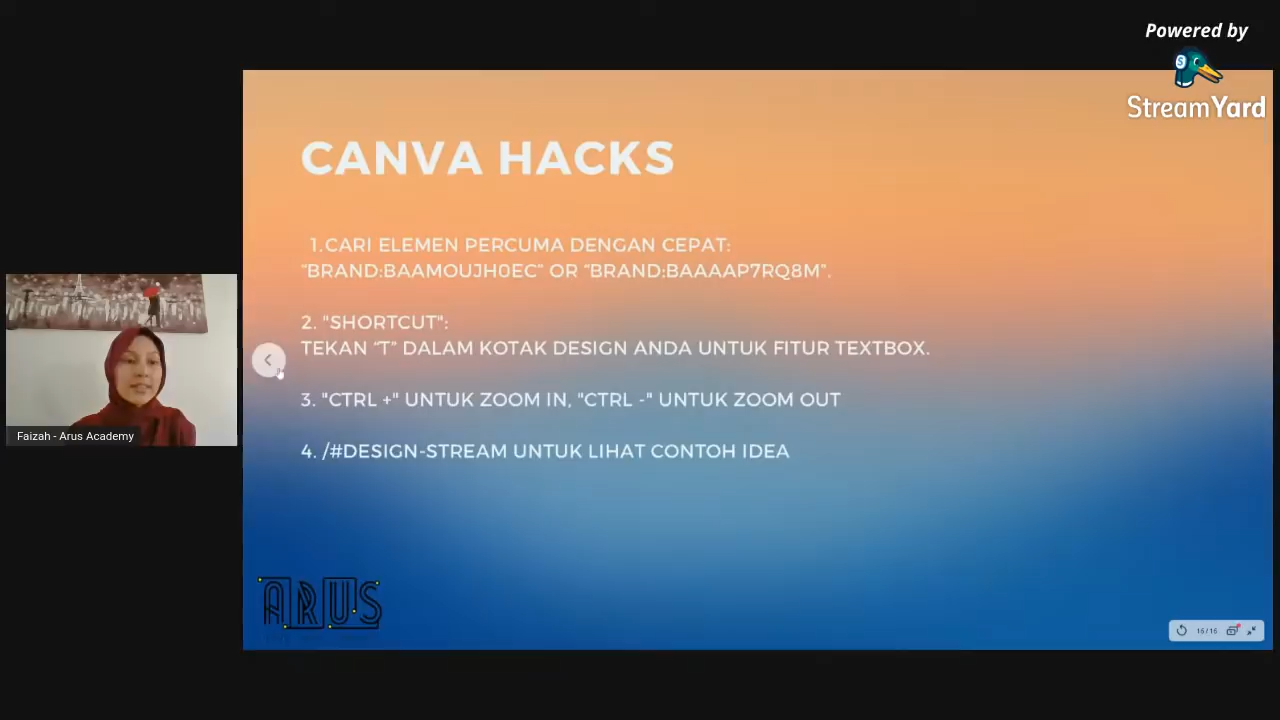 Powered by
StreamYard
CANVA HACKS
1.CARI ELEMEN PERCUMA DENGAN CEPAT:
"BRAND:BAAMOUJH0EC" OR "BRAND:BAAAAP7RQ8M".
2. "SHORTCUT":
TEKAN "T" DALAM KOTAK DESIGN ANDA UNTUK FITUR TEXTBOX.
3. "CTRL +" UNTUK ZOOM IN, "CTRL -" UNTUK ZOOM OUT
4. /#DESIGN-STREAM UNTUK LIHAT CONTOH IDEA
Faizah - Arus Academy
ARUS
16/16